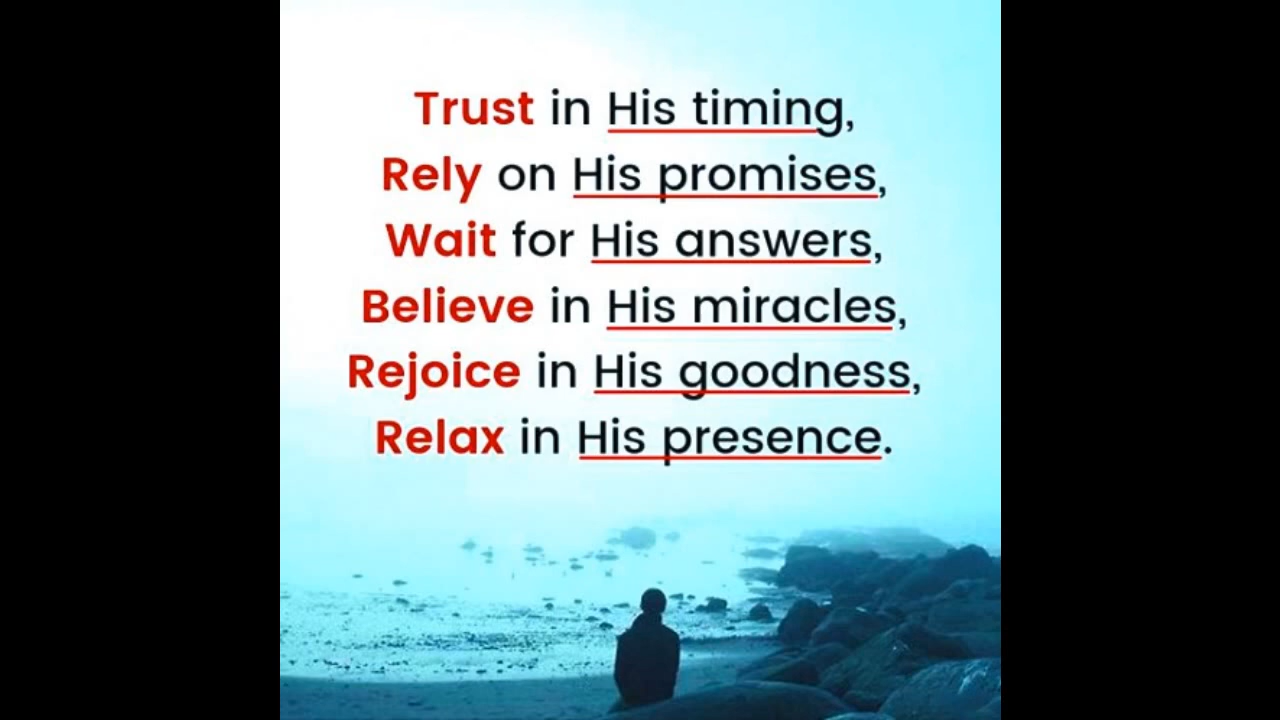 Trust in His timing,
Rely on His promises,
Wait for His answers,
Believe in His miracles,
Rejoice in His goodness,
Relax in His presence.